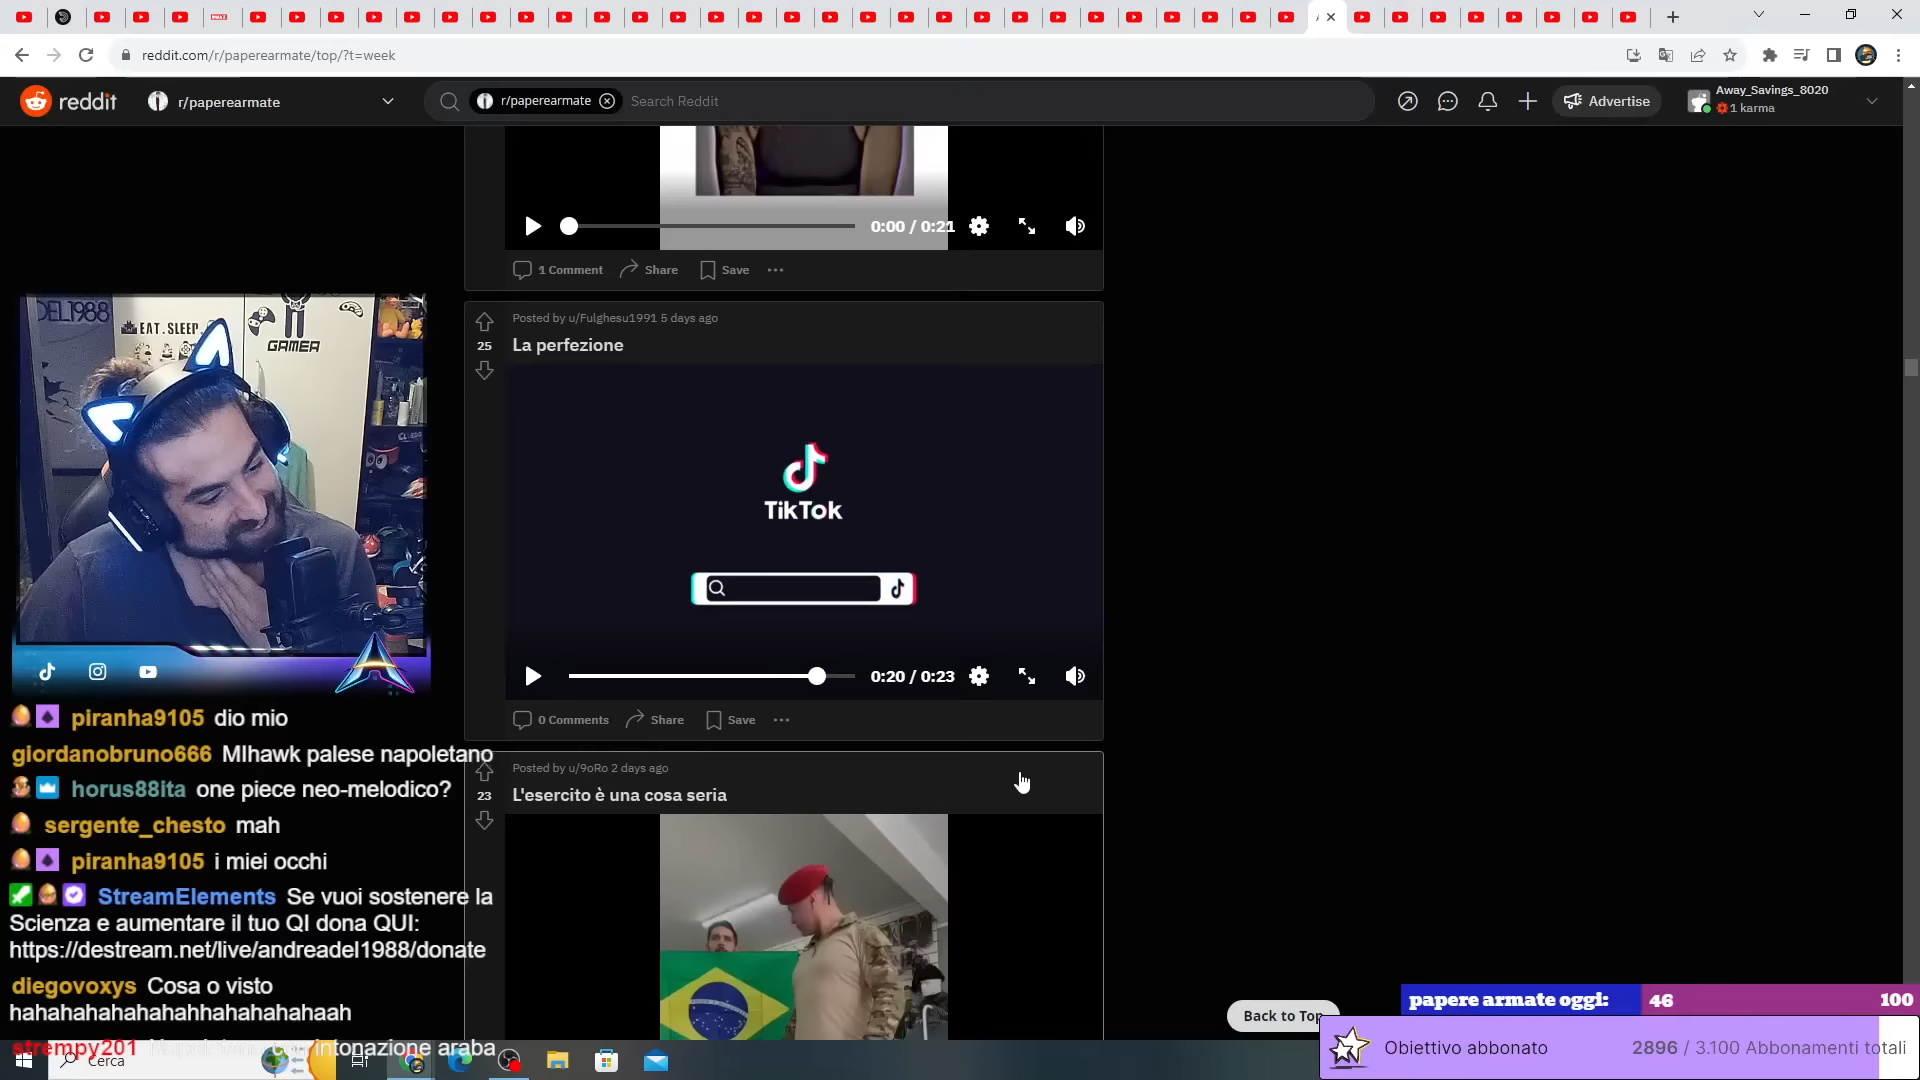 reddit.com/r/paperearmate/top/?t=week
reddit
r/paperearmate
r/paperearmate
Search Reddit
Advertise
Away_Savings_8020
1 karma
0:00 / 0:21
1 Comment
Share
Save
DEL1988
EAT.SLEEP.
GAMER
Posted by u/Fulghesu1991 5 days ago
25
La perfezione
TikTok
0:20 / 0:23
0 Comments
Share
Save
Posted by u/9oRo 2 days ago
23
L'esercito è una cosa seria
piranha9105 dio mio
giordanobruno666 MIhawk palese napoletano
horus88ita one piece neo-melodico?
sergente_chesto mah
piranha9105 i miei occhi
StreamElements Se vuoi sostenere la
Scienza e aumentare il tuo QI dona QUI:
https://destream.net/live/andreadel1988/donate
diegovoxys Cosa o visto
hahahahahahahahhahahahahaah
strempy201
con intonazione araba
Back to Top
papere armate oggi:
46
100
Obiettivo abbonato
2896 / 3.100 Abbonamenti totali
Cerca